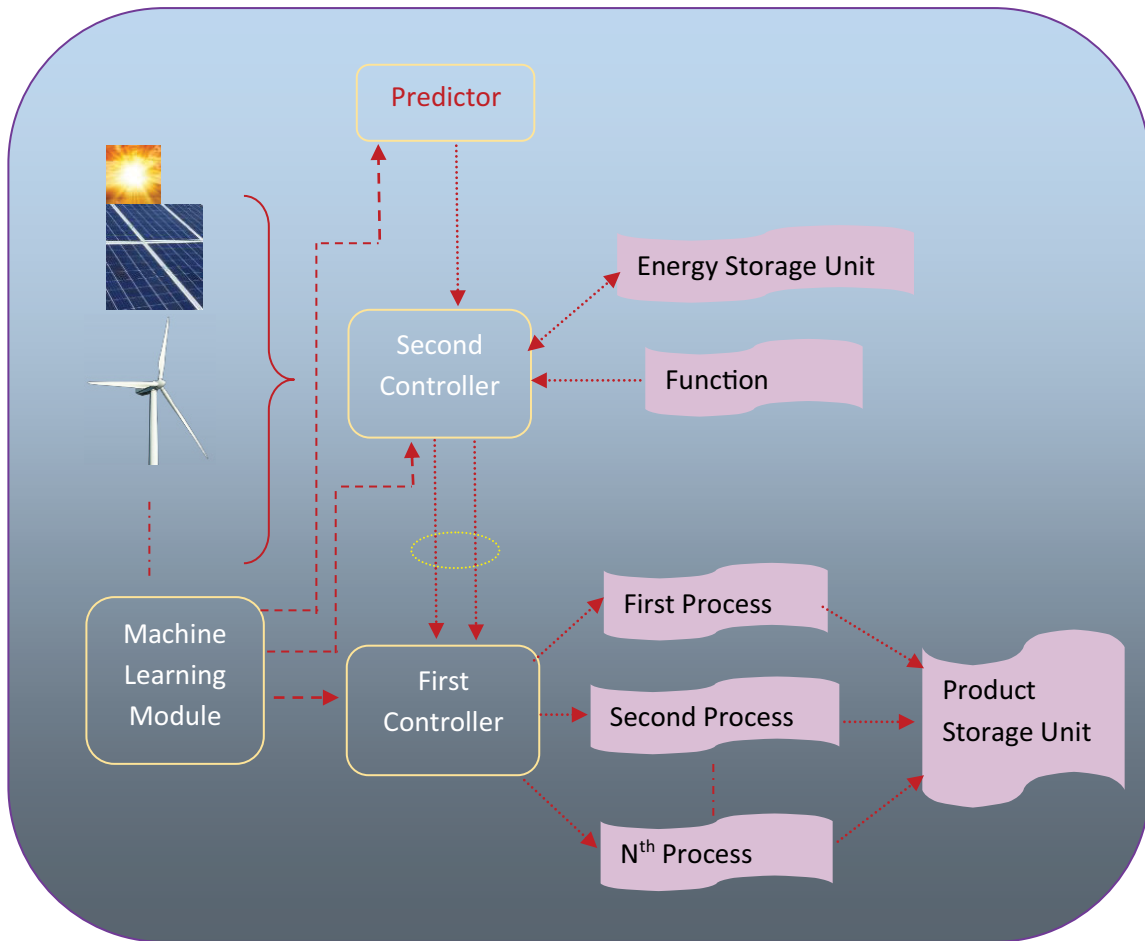 Predictor
Energy Storage Unit
Second
Controller
Function
First Process
Machine
Learning
Module
First
Controller
Second Process
Product
Storage Unit
Nth Process